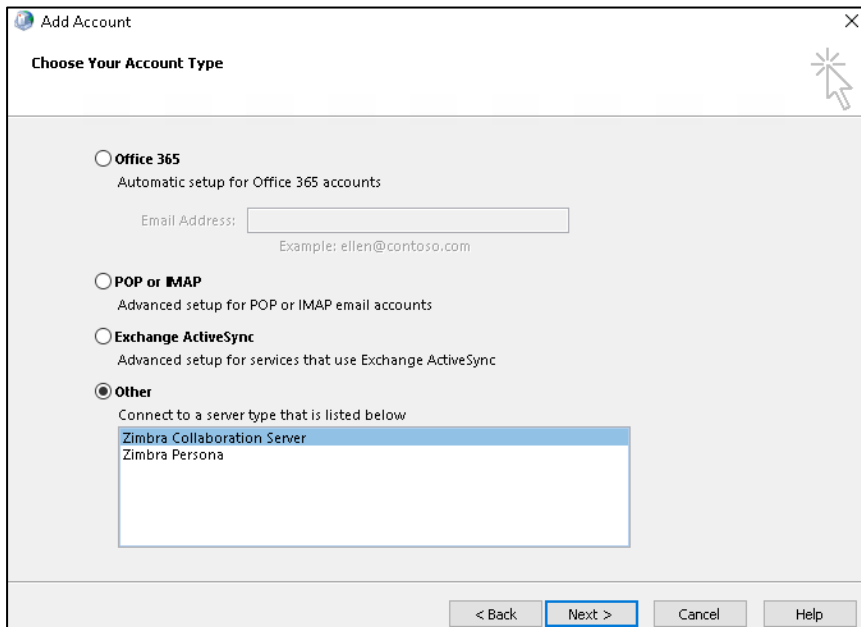 Add Account
Choose Your Account Type
Office 365
Automatic setup for Office 365 accounts
Email Address:
Example: ellen@contoso.com
POP or IMAP
Advanced setup for POP or IMAP email accounts
Exchange ActiveSync
Advanced setup for services that use Exchange ActiveSync
Other
Connect to a server type that is listed below
Zimbra Collaboration Server
Zimbra Persona
< Back Next > Cancel Help